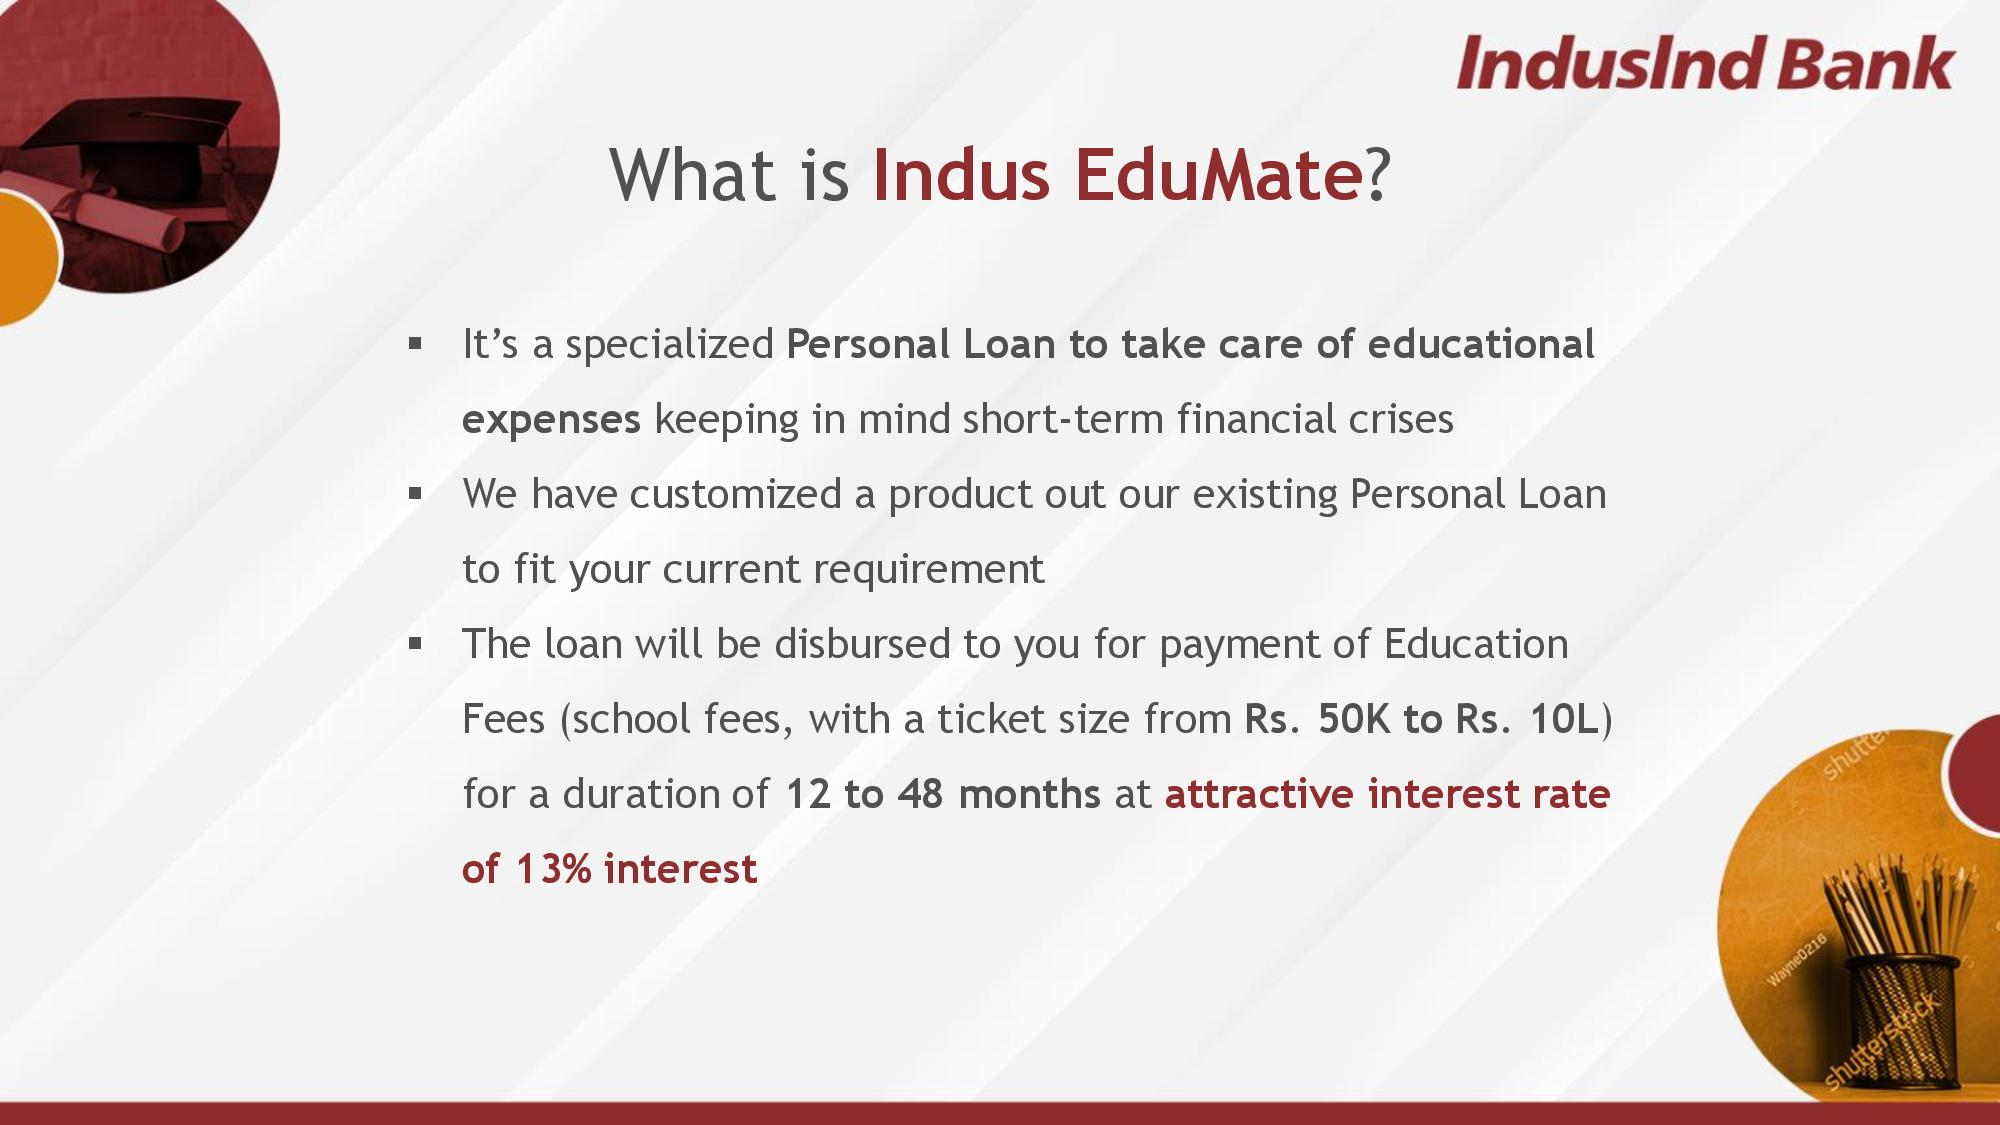 IndusInd Bank
What is Indus EduMate?
▪ It’s a specialized Personal Loan to take care of educational
expenses keeping in mind short-term financial crises
▪ We have customized a product out our existing Personal Loan
to fit your current requirement
▪ The loan will be disbursed to you for payment of Education
Fees (school fees, with a ticket size from Rs. 50K to Rs. 10L)
for a duration of 12 to 48 months at attractive interest rate
of 13% interest
shutte
Wayne0216
shutterstock